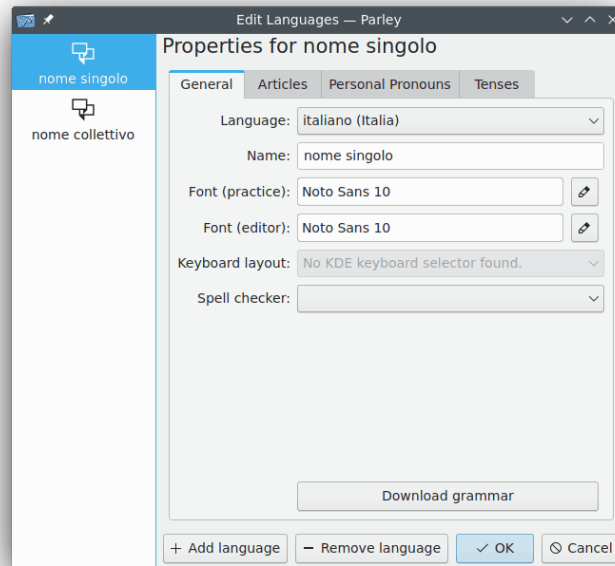 Edit Languages — Parley
nome singolo
nome collettivo
Properties for nome singolo
General Articles Personal Pronouns Tenses
Language: italiano (Italia)
Name: nome singolo
Font (practice): Noto Sans 10
Font (editor): Noto Sans 10
Keyboard layout: No KDE keyboard selector found.
Spell checker:
Download grammar
+ Add language − Remove language OK Cancel